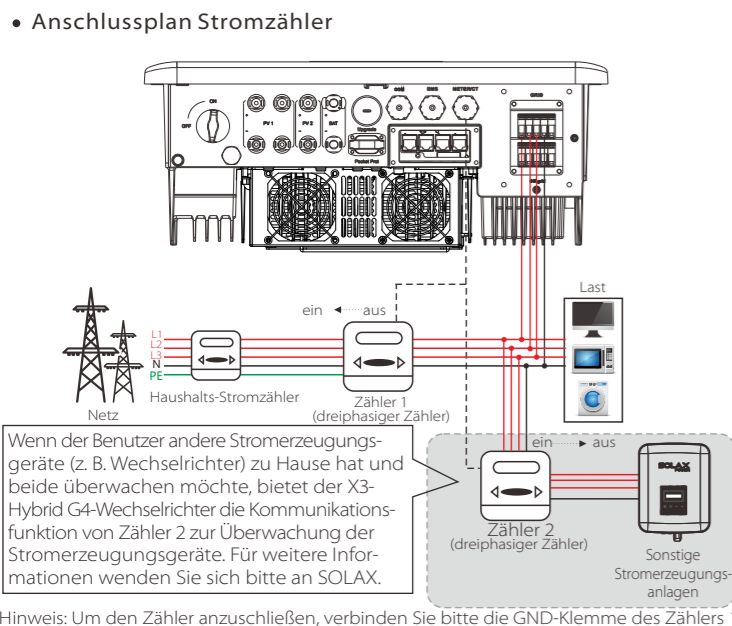 • Anschlussplan Stromzähler
ON
OFF
PV 1
PV 2
BAT
Upgrade
Pocket Prot
COM
BMS
METER/CT
GRID
ein ◄ aus
Last
L1
L2
L3
N
PE
Netz
Haushalts-Stromzähler
Zähler 1
(dreiphasiger Zähler)
Wenn der Benutzer andere Stromerzeugungs-
geräte (z. B. Wechselrichter) zu Hause hat und
beide überwachen möchte, bietet der X3-
Hybrid G4-Wechselrichter die Kommunikations-
funktion von Zähler 2 zur Überwachung der
Stromerzeugungsgeräte. Für weitere Infor-
mationen wenden Sie sich bitte an SOLAX.
ein ► aus
Zähler 2
(dreiphasiger Zähler)
SOLAX
POWER
Sonstige
Stromerzeugungs-
anlagen
Hinweis: Um den Zähler anzuschließen, verbinden Sie bitte die GND-Klemme des Zählers